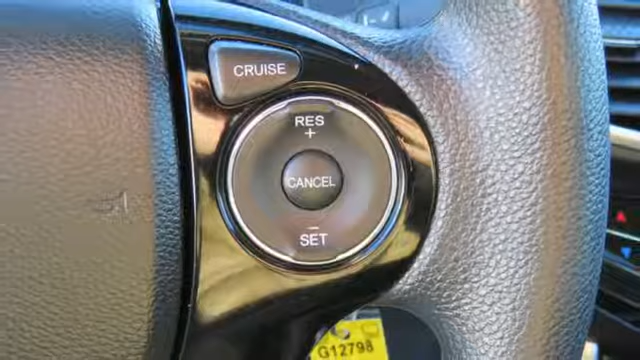 CRUISE
RES
+
CANCEL
–
SET
G12798